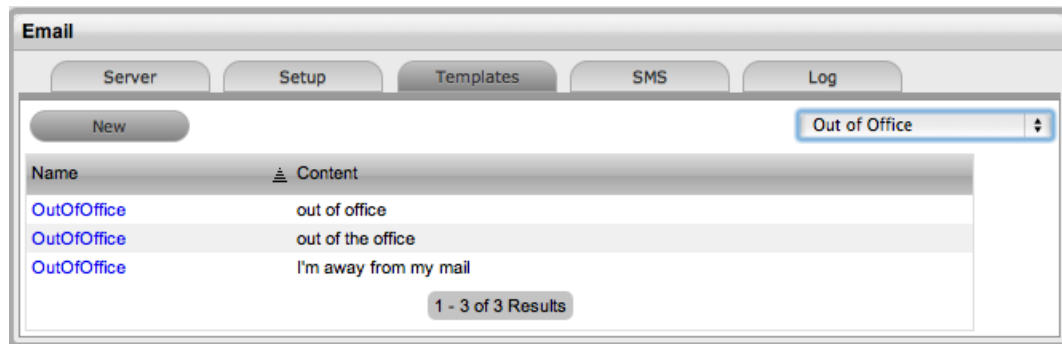 Email
Server Setup Templates SMS Log
New Out of Office
Name Content
OutOfOffice out of office
OutOfOffice out of the office
OutOfOffice I'm away from my mail
1 - 3 of 3 Results